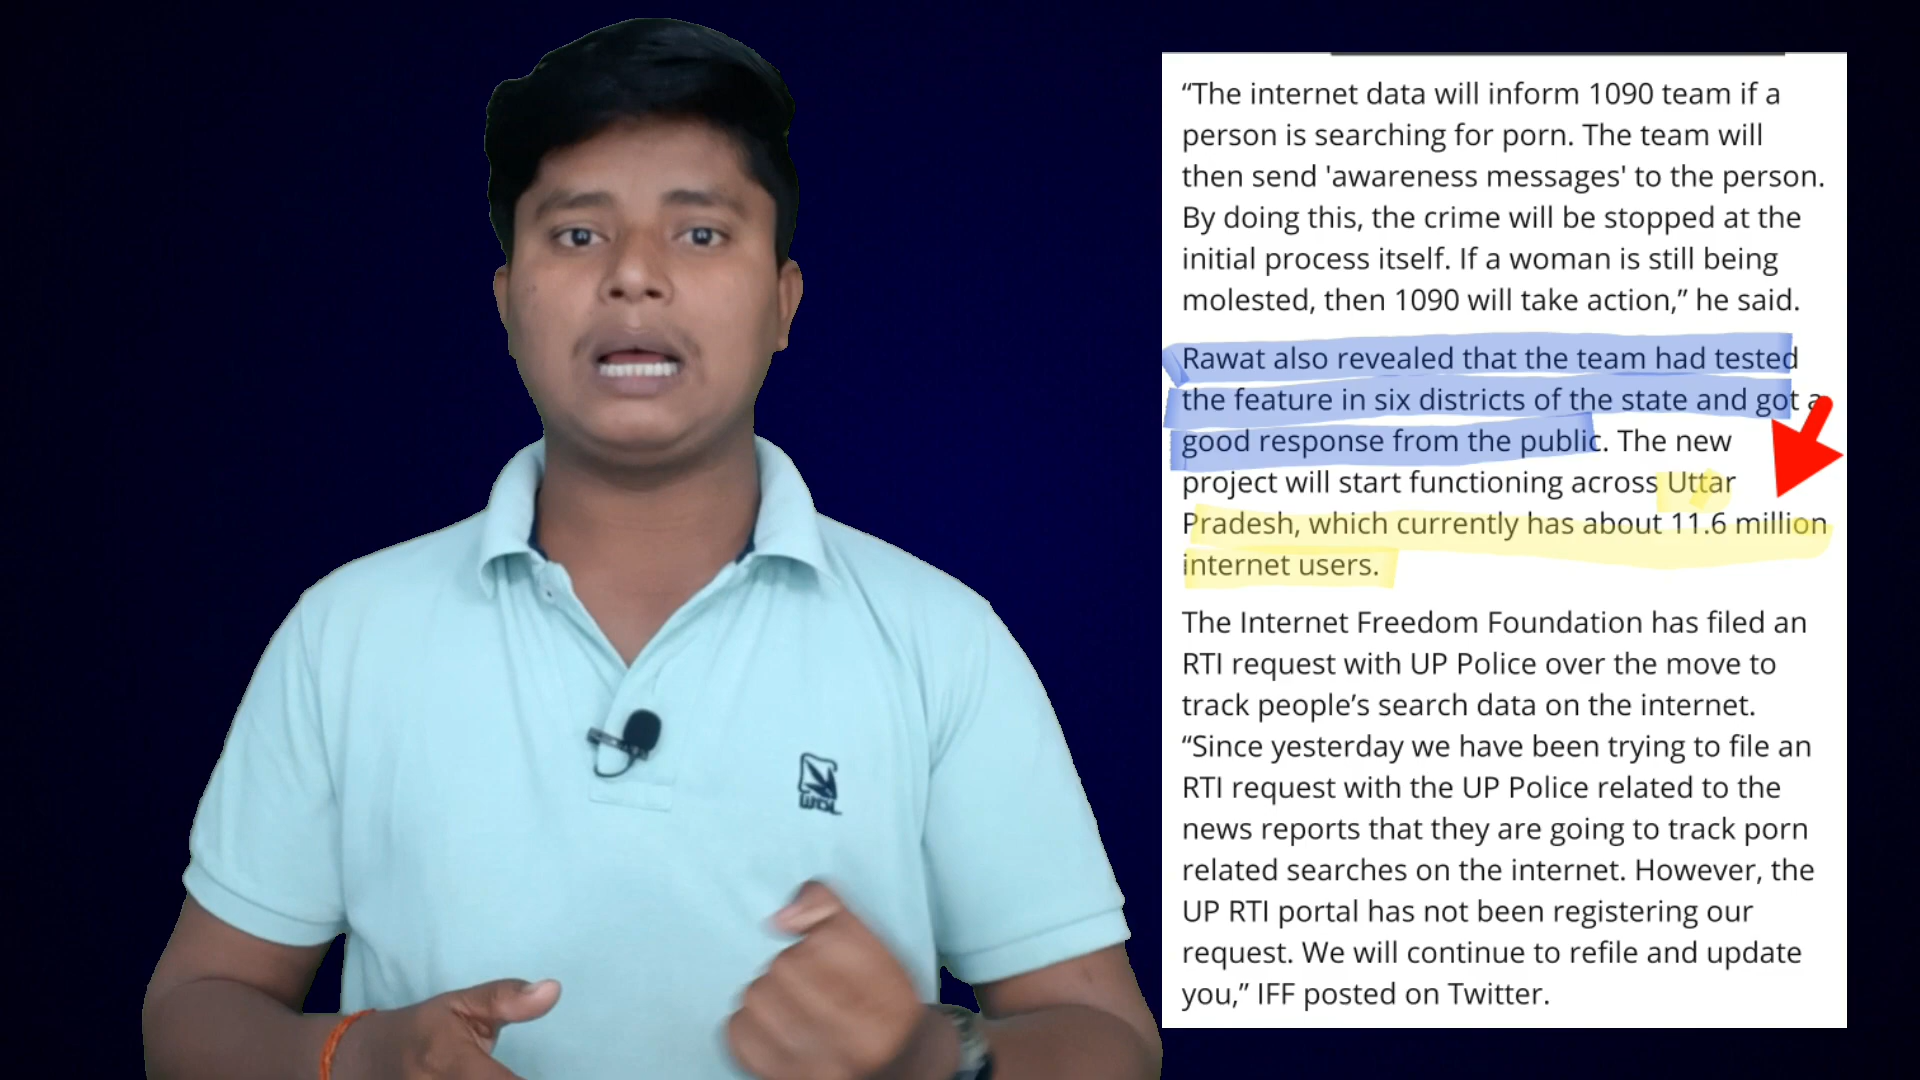 “The internet data will inform 1090 team if a
person is searching for porn. The team will
then send 'awareness messages' to the person.
By doing this, the crime will be stopped at the
initial process itself. If a woman is still being
molested, then 1090 will take action,” he said.
Rawat also revealed that the team had tested
the feature in six districts of the state and got a
good response from the public. The new
project will start functioning across Uttar
Pradesh, which currently has about 11.6 million
internet users.
The Internet Freedom Foundation has filed an
RTI request with UP Police over the move to
track people’s search data on the internet.
“Since yesterday we have been trying to file an
RTI request with the UP Police related to the
news reports that they are going to track porn
related searches on the internet. However, the
UP RTI portal has not been registering our
request. We will continue to refile and update
you,” IFF posted on Twitter.